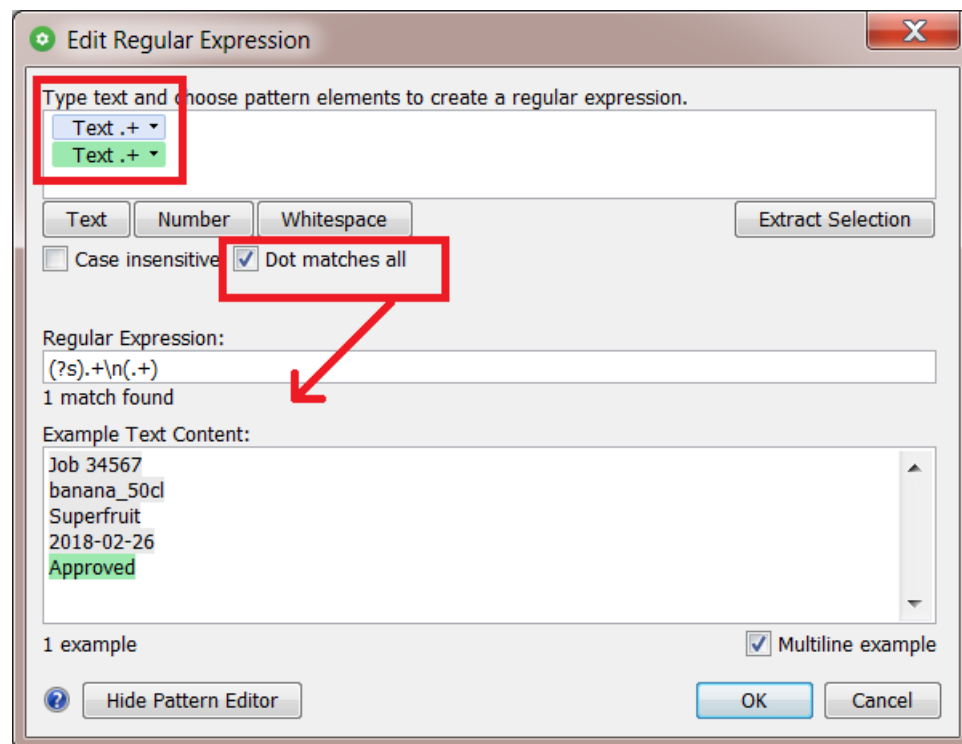 Edit Regular Expression
X
Type text and choose pattern elements to create a regular expression.
Text .+
Text .+
Text Number Whitespace Extract Selection
Case insensitive Dot matches all
Regular Expression:
(?s).+\n(.+)
1 match found
Example Text Content:
Job 34567
banana_50cl
Superfruit
2018-02-26
Approved
1 example Multiline example
? Hide Pattern Editor OK Cancel